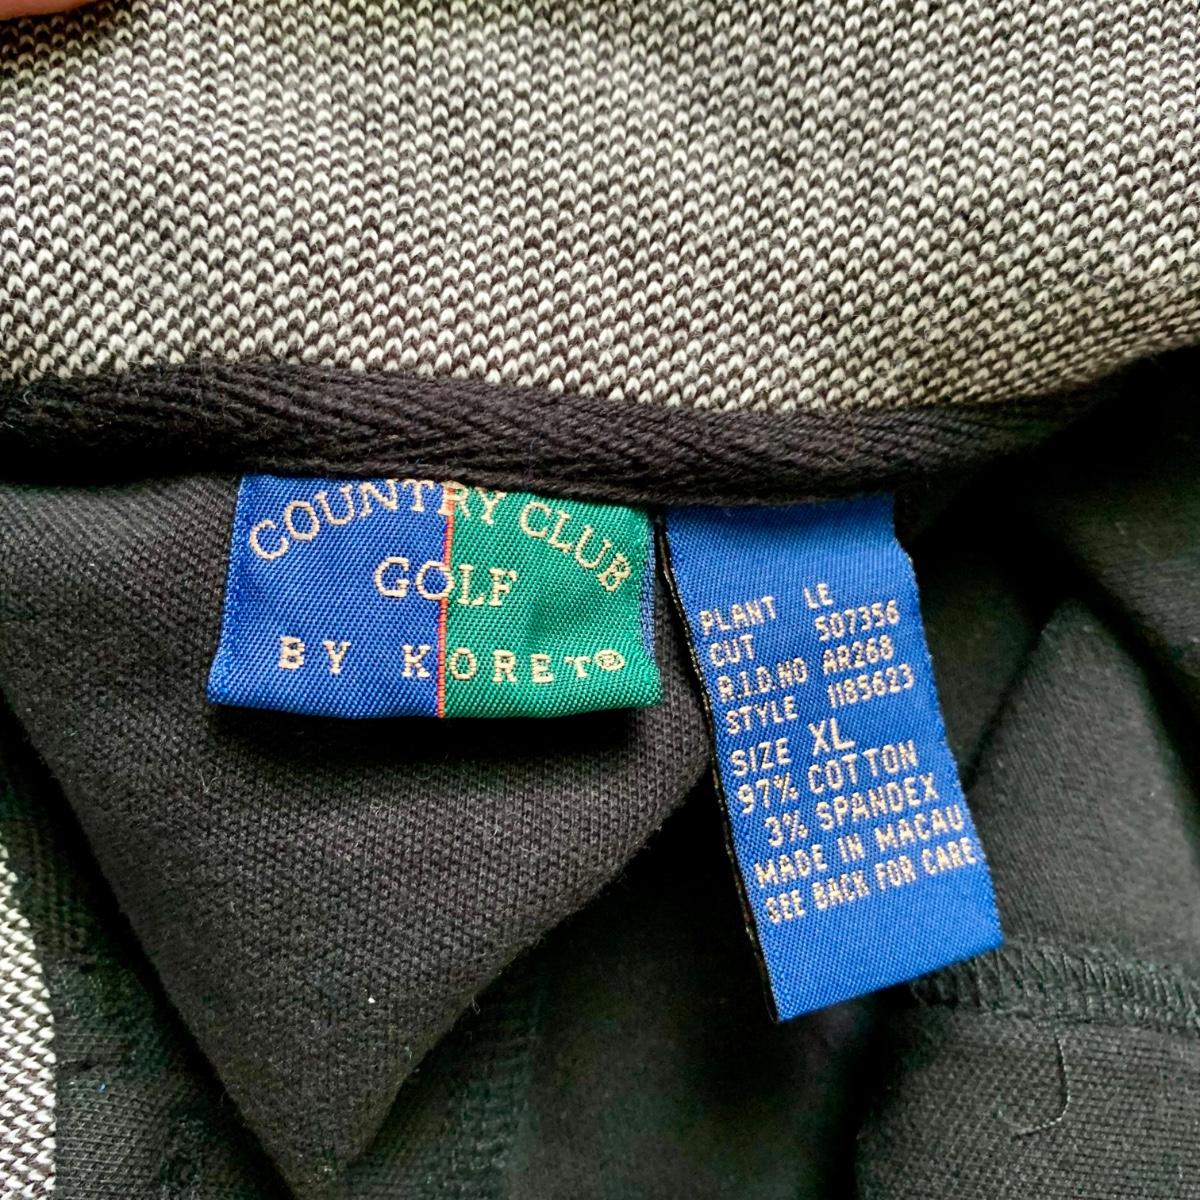 COUNTRY CLUB
GOLF
BY KORET®
PLANT LE
CUT 507356
R.I.D.NO AR268
STYLE 1185623
SIZE XL
97% COTTON
3% SPANDEX
MADE IN MACAU
SEE BACK FOR CARE